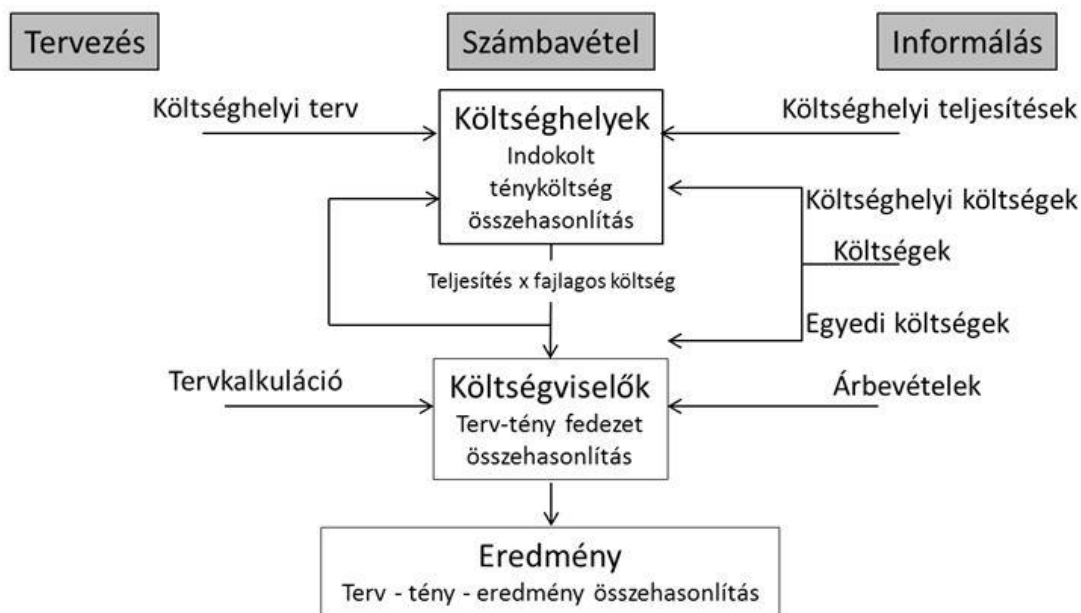 Tervezés
Számbavétel
Informálás
Költséghelyi terv
Költséghelyek
Indokolt
tényköltség
összehasonlítás
Költséghelyi teljesítések
Költséghelyi költségek
Költségek
Teljesítés x fajlagos költség
Egyedi költségek
Tervkalkuláció
Költségviselők
Terv-tény fedezet
összehasonlítás
Árbevételek
Eredmény
Terv - tény - eredmény összehasonlítás